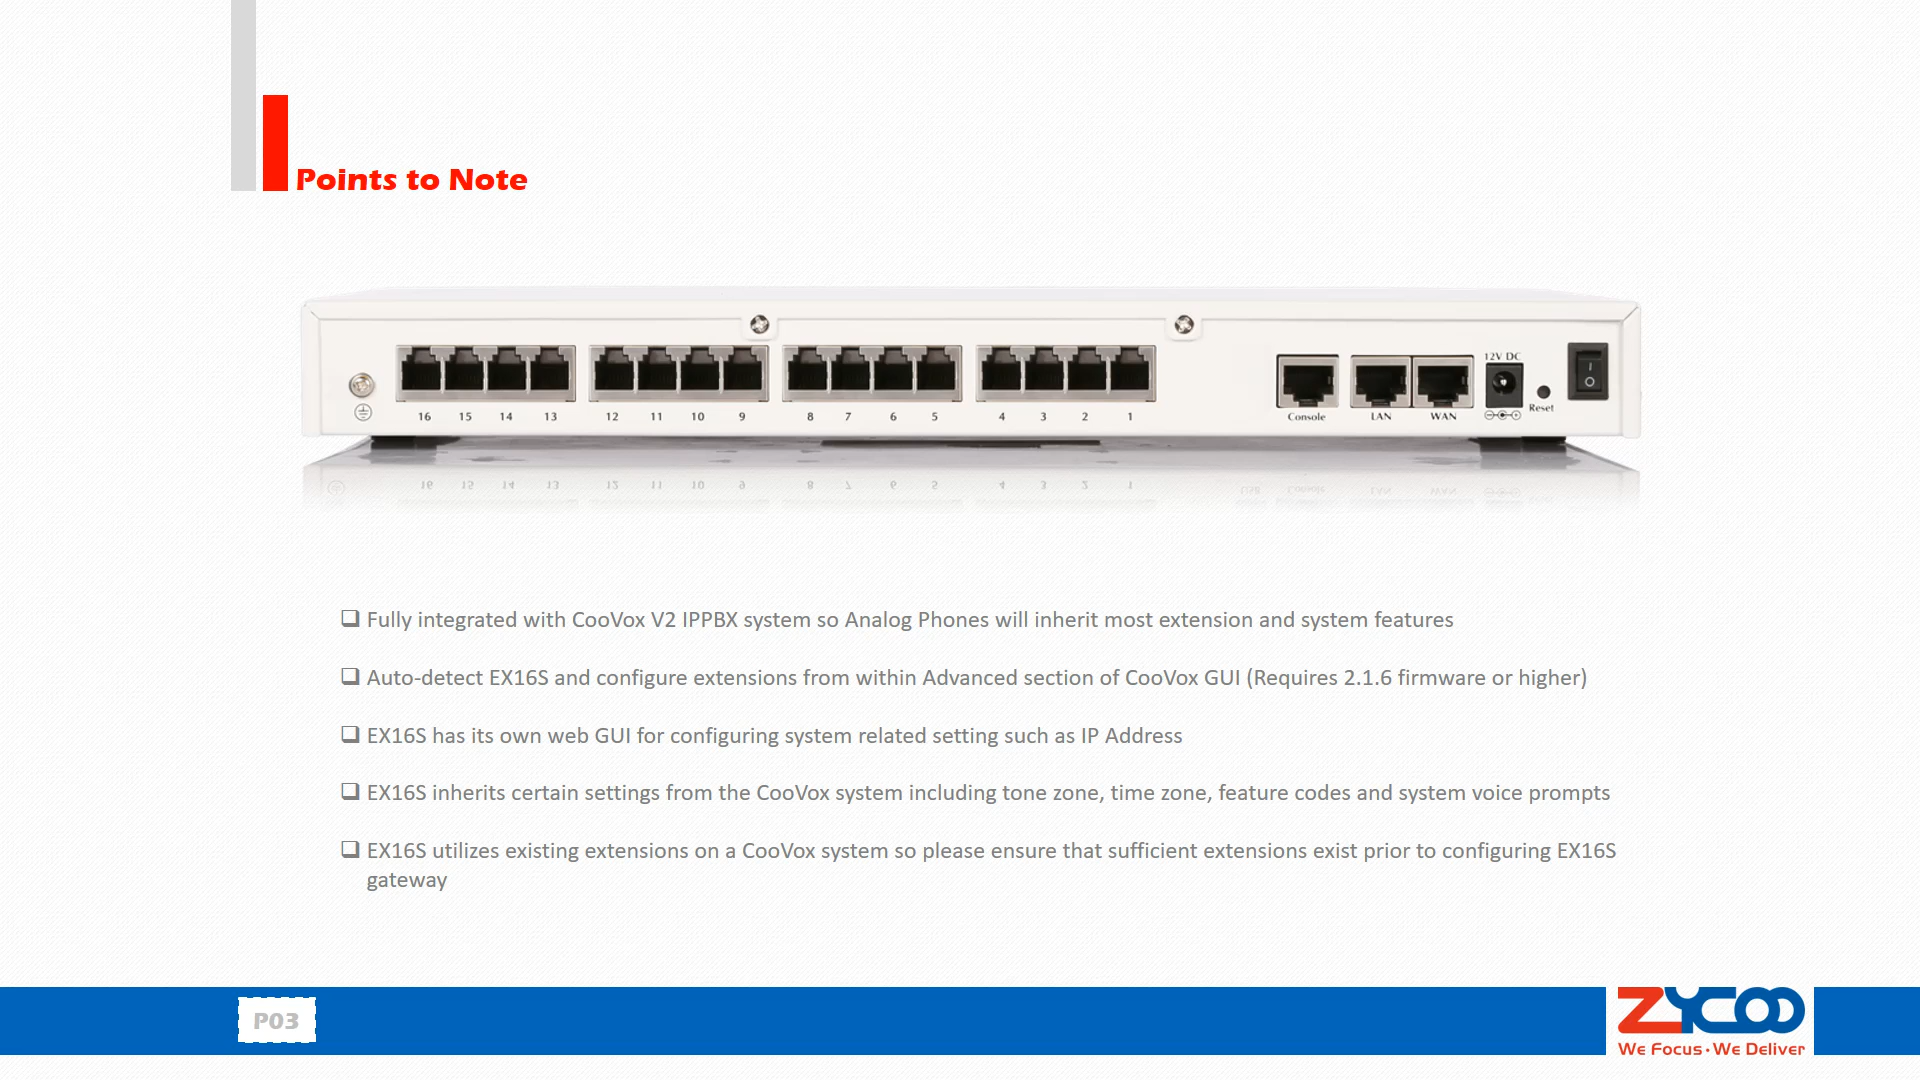 Points to Note
12V DC
16 15 14 13 12 11 10 9 8 7 6 5 4 3 2 1 Console LAN WAN Reset
❑ Fully integrated with CooVox V2 IPPBX system so Analog Phones will inherit most extension and system features
❑ Auto-detect EX16S and configure extensions from within Advanced section of CooVox GUI (Requires 2.1.6 firmware or higher)
❑ EX16S has its own web GUI for configuring system related setting such as IP Address
❑ EX16S inherits certain settings from the CooVox system including tone zone, time zone, feature codes and system voice prompts
❑ EX16S utilizes existing extensions on a CooVox system so please ensure that sufficient extensions exist prior to configuring EX16S
gateway
P03
ZYCOO
We Focus·We Deliver